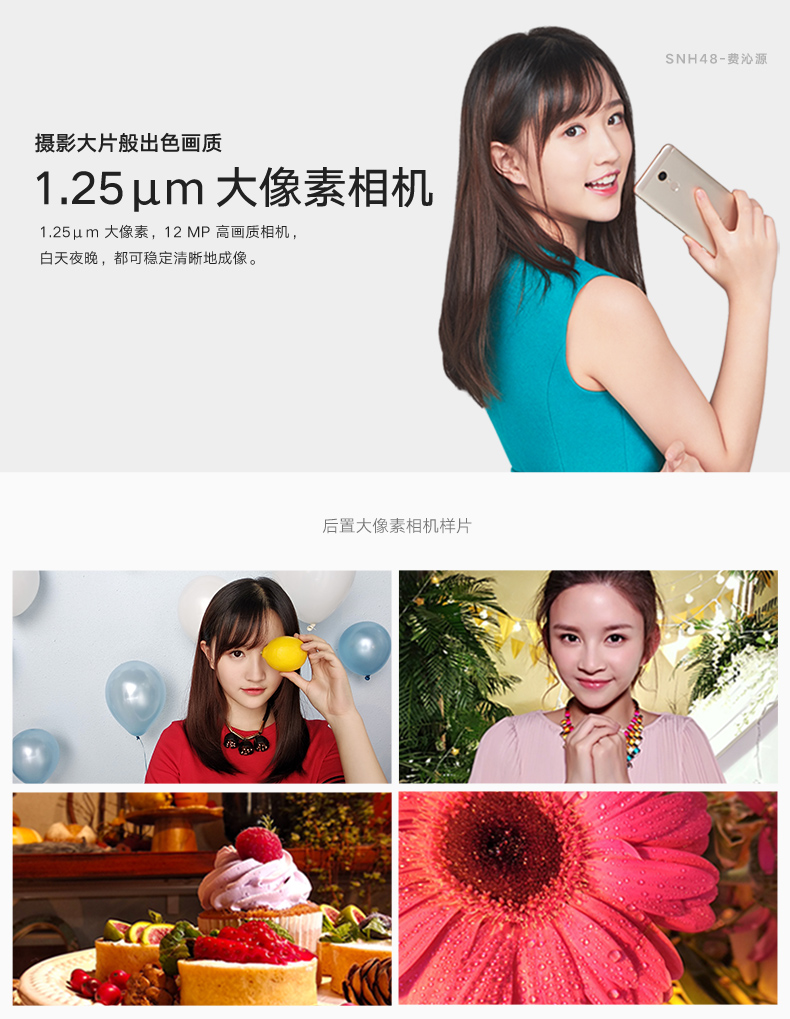 SNH48-费沁源
摄影大片般出色画质
1.25μm 大像素相机
1.25μm 大像素，12 MP 高画质相机，
白天夜晚，都可稳定清晰地成像。
后置大像素相机样片